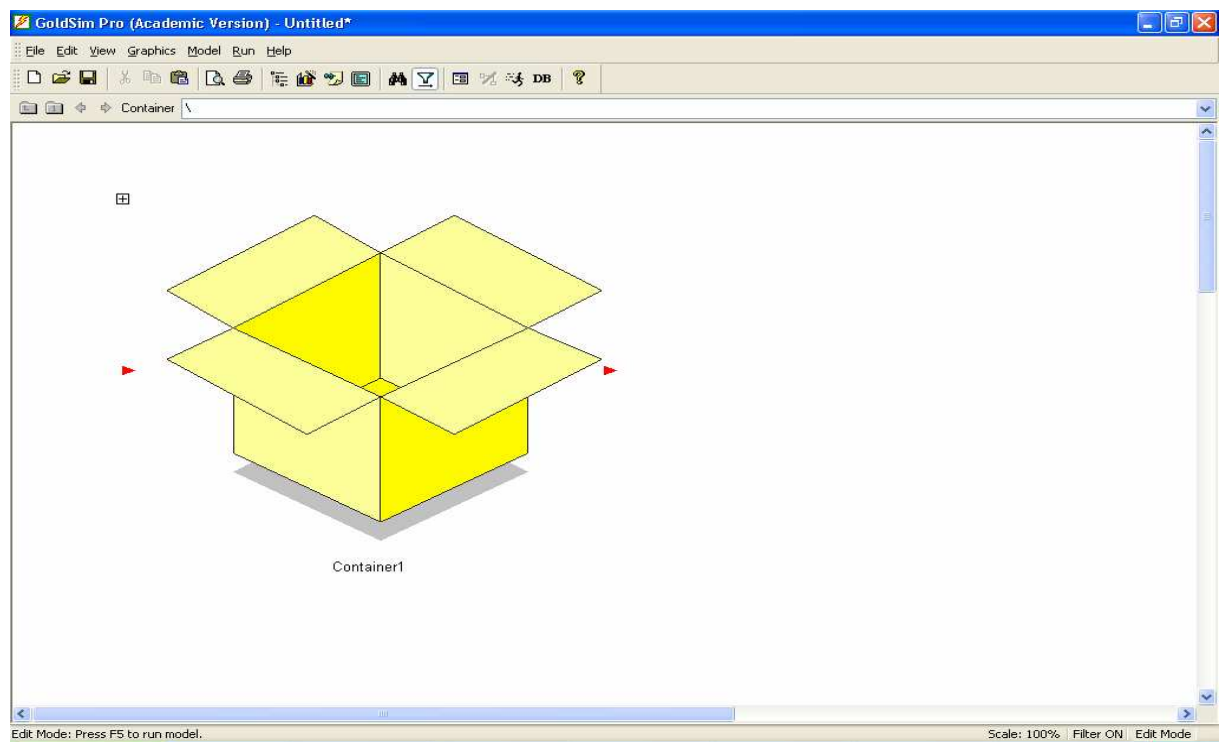 GoldSim Pro (Academic Version) - Untitled*
File Edit View Graphics Model Run Help
DB
Container \
Container1
Edit Mode: Press F5 to run model. Scale: 100% Filter ON Edit Mode